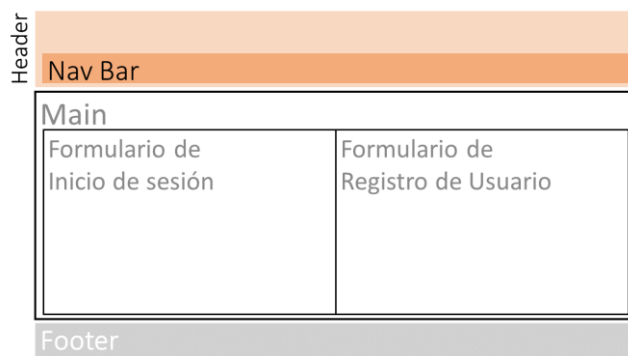 Header
Nav Bar
Main
Formulario de
Inicio de sesión
Formulario de
Registro de Usuario
Footer